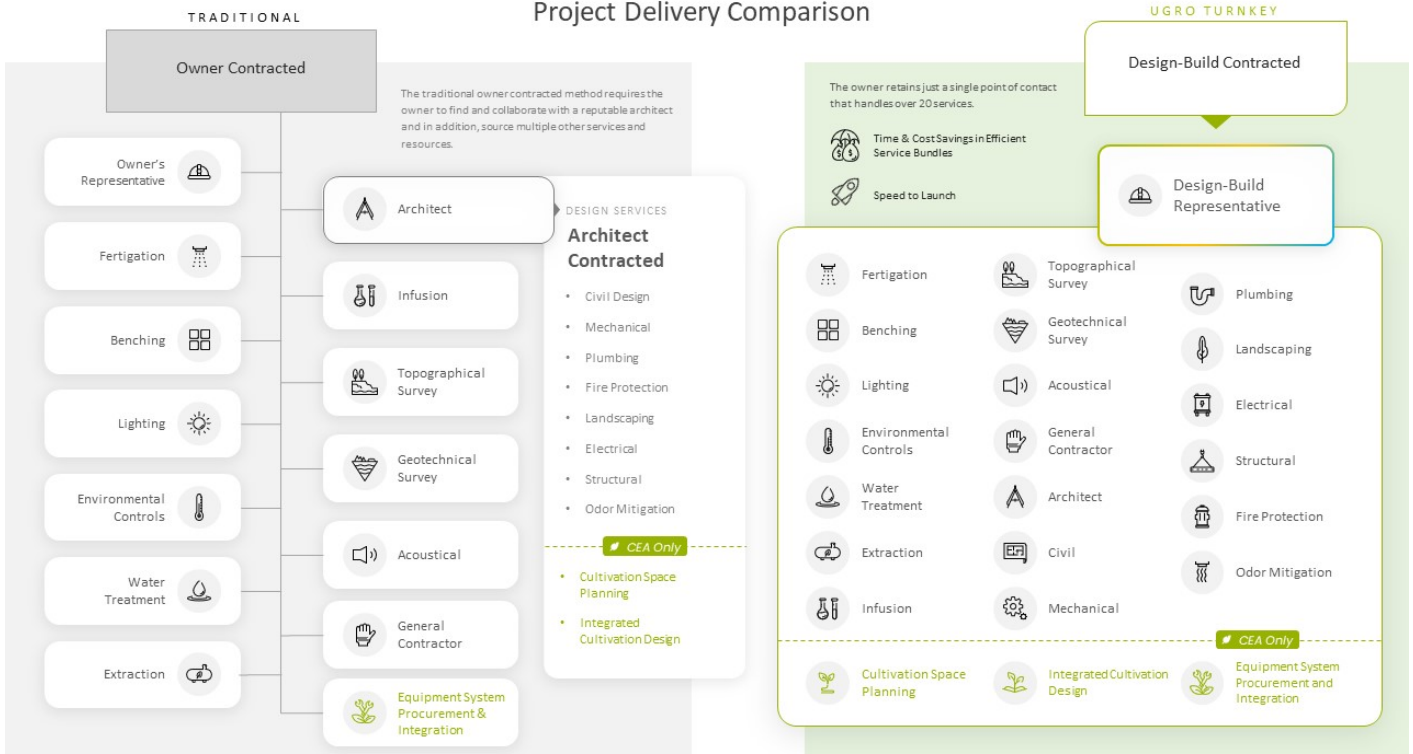 Project Delivery Comparison
TRADITIONAL
Owner Contracted
The traditional owner contracted method requires the
owner to find and collaborate with a reputable architect
and in addition, source multiple other services and
resources.
Owner's
Representative
Fertigation
Benching
Lighting
Environmental
Controls
Water
Treatment
Extraction
Architect
Infusion
Topographical
Survey
Geotechnical
Survey
Acoustical
General
Contractor
Equipment System
Procurement &
Integration
DESIGN SERVICES
Architect
Contracted
• Civil Design
• Mechanical
• Plumbing
• Fire Protection
• Landscaping
• Electrical
• Structural
• Odor Mitigation
CEA Only
• Cultivation Space
Planning
• Integrated
Cultivation Design
UGRO TURNKEY
Design-Build Contracted
The owner retains just a single point of contact
that handles over 20 services.
Time & Cost Savings in Efficient
Service Bundles
Speed to Launch
Design-Build
Representative
Fertigation
Benching
Lighting
Environmental
Controls
Water
Treatment
Extraction
Infusion
Topographical
Survey
Geotechnical
Survey
Acoustical
General
Contractor
Architect
Civil
Mechanical
Plumbing
Landscaping
Electrical
Structural
Fire Protection
Odor Mitigation
CEA Only
Cultivation Space
Planning
Integrated Cultivation
Design
Equipment System
Procurement and
Integration